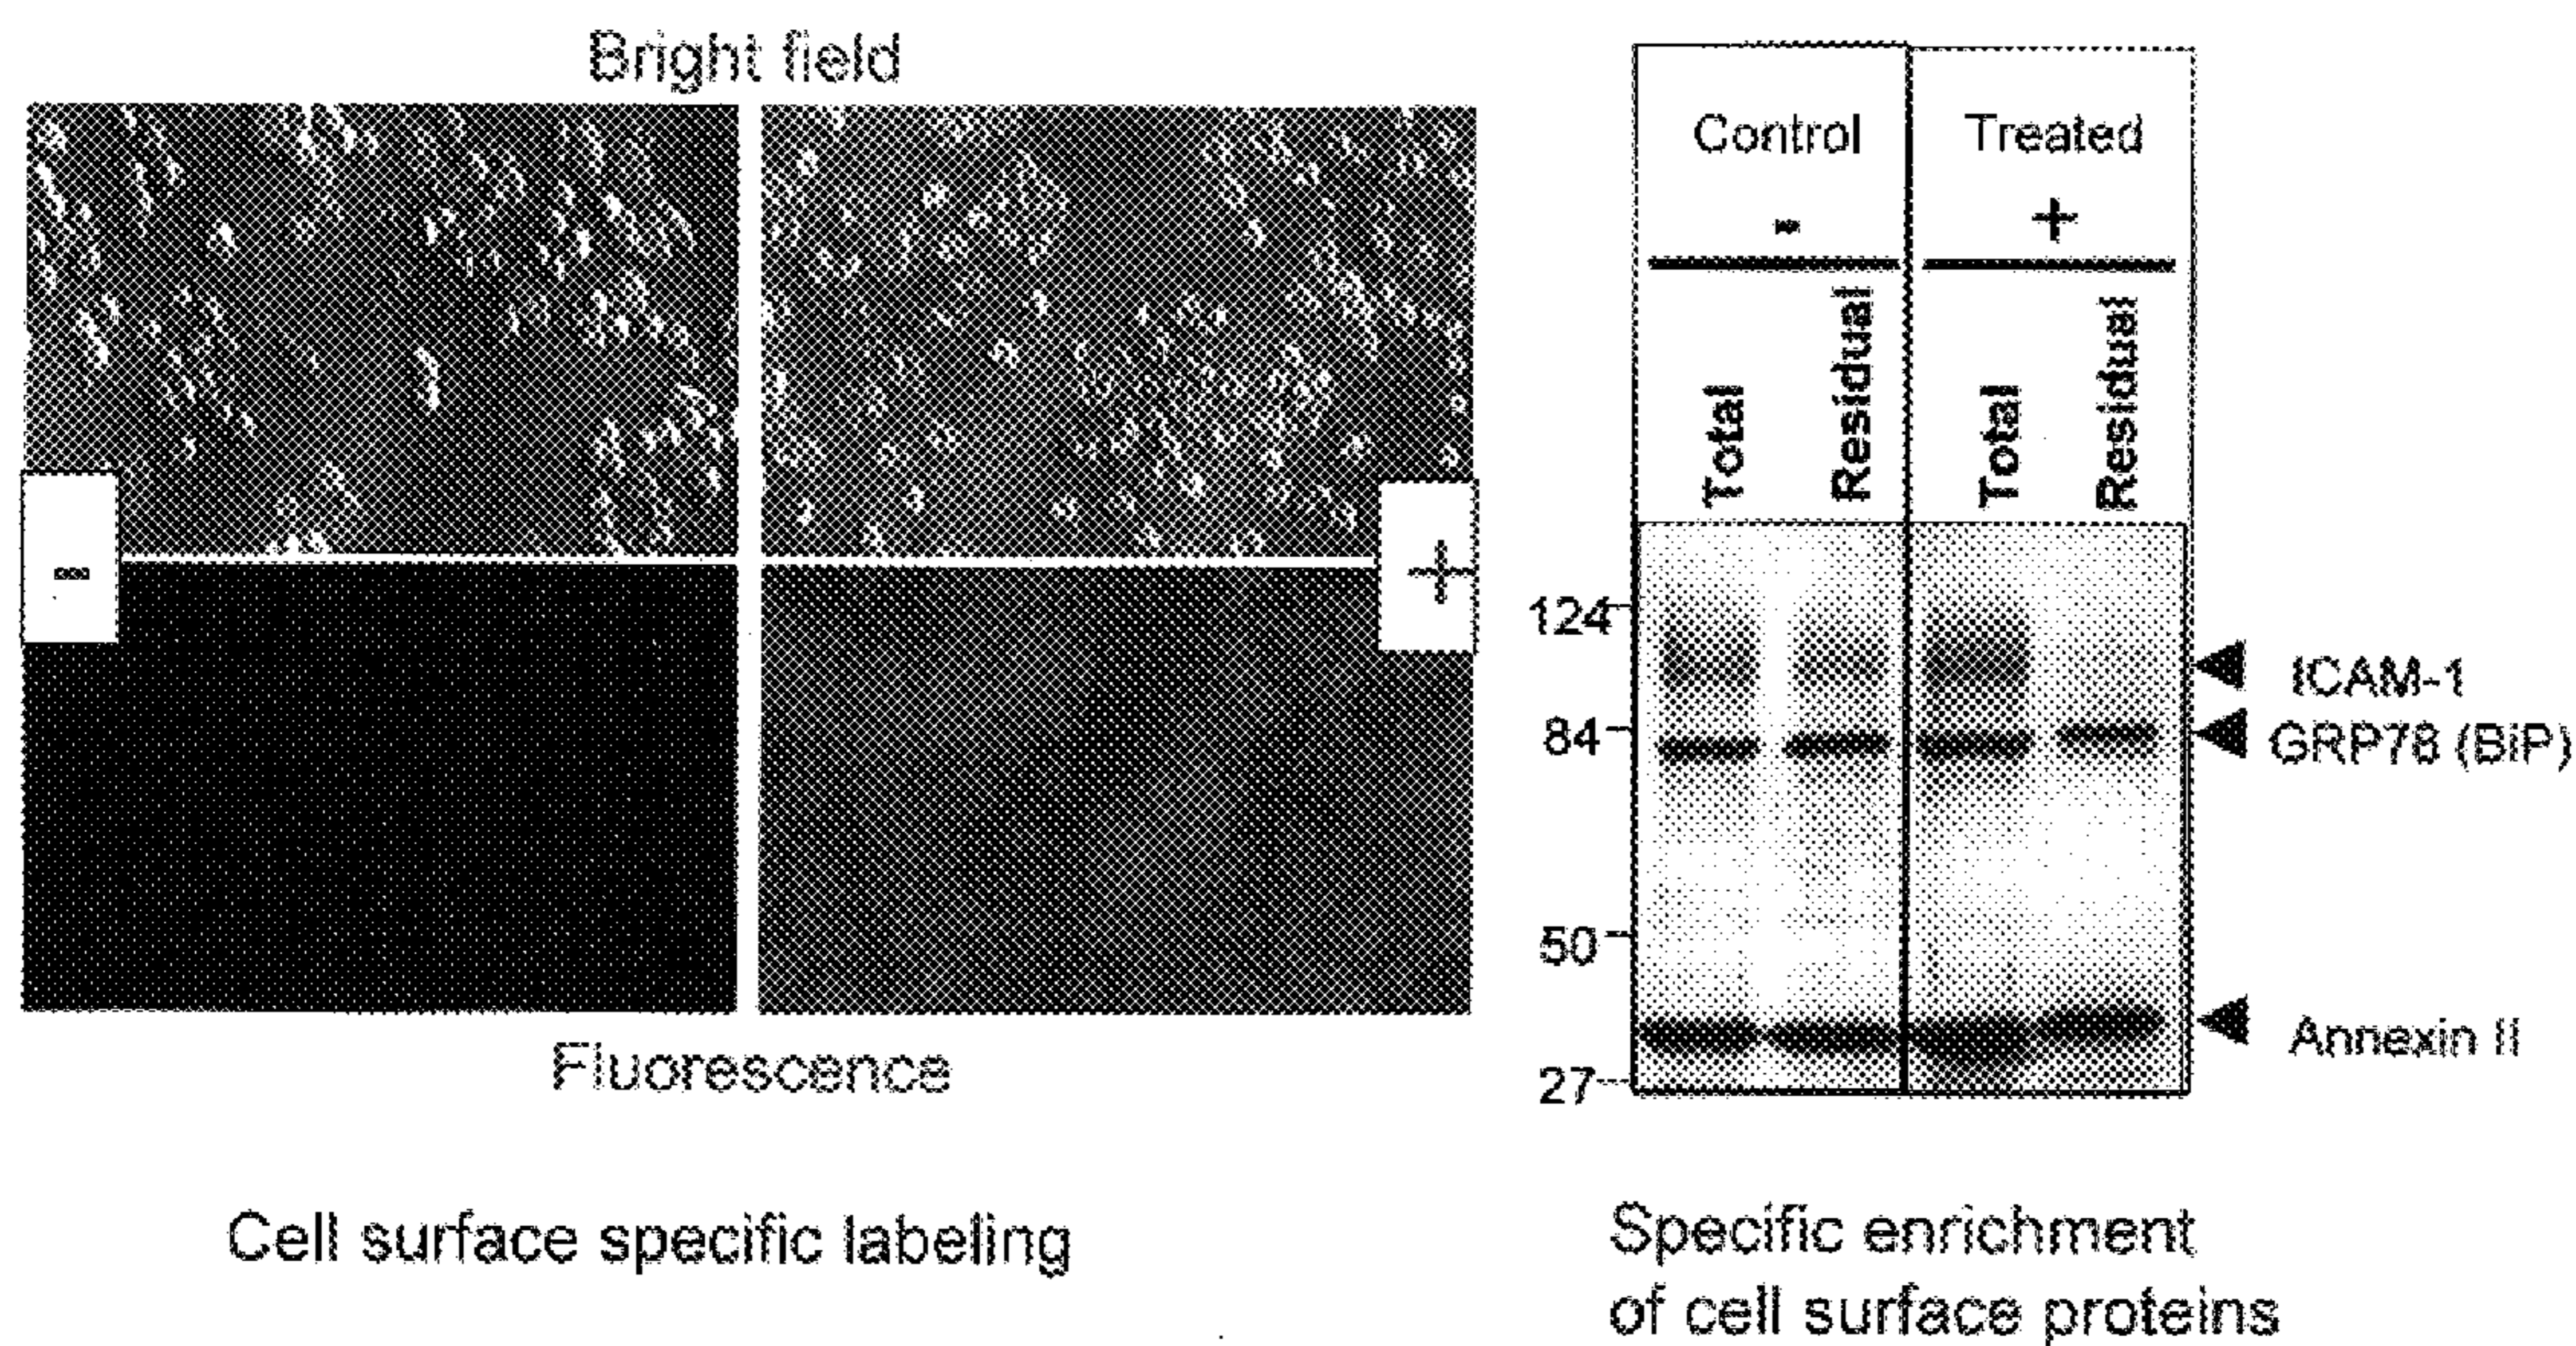 Bright field
-
+
Fluorescence
Cell surface specific labeling
Control
Treated
-
+
Total
Residual
Total
Residual
124
84
50
27
ICAM-1
GRP78 (BiP)
Annexin II
Specific enrichment
of cell surface proteins